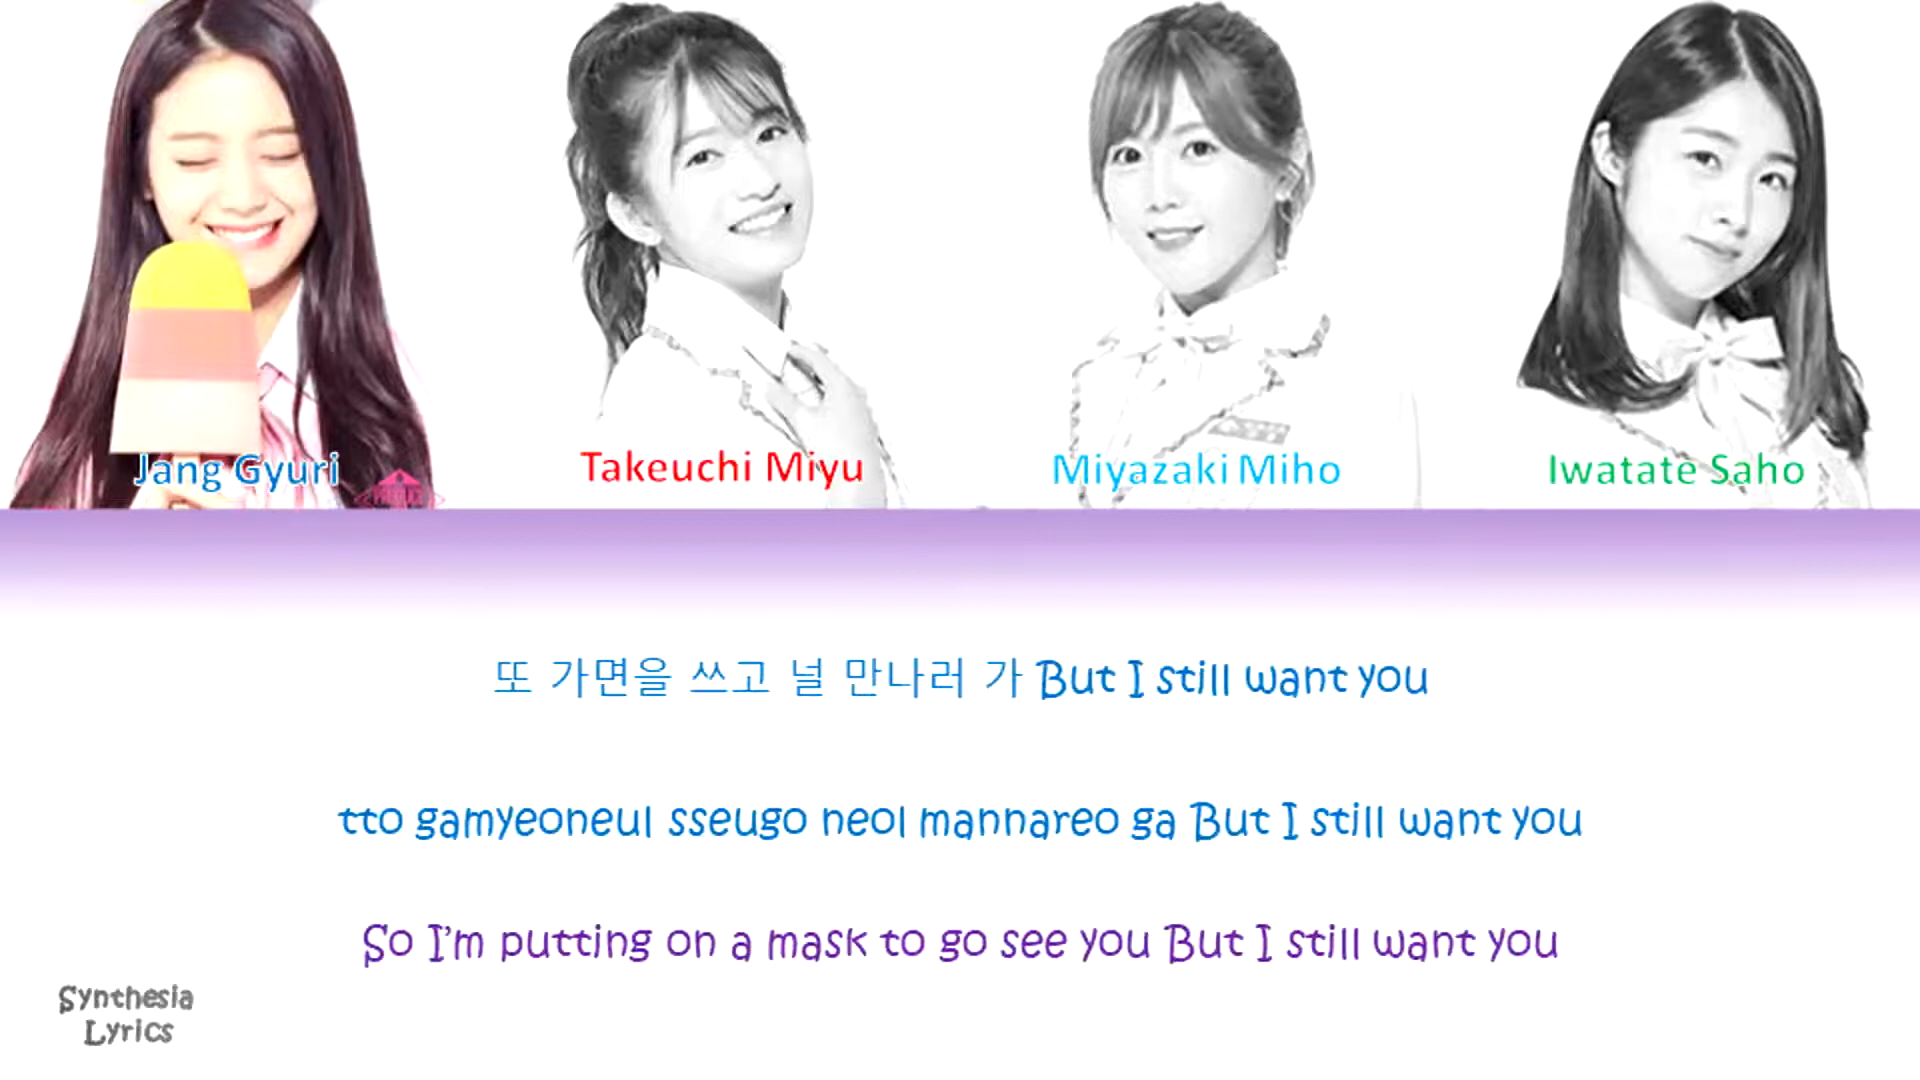 Jang Gyuri
Takeuchi Miyu
Miyazaki Miho
Iwatate Saho
또 가면을 쓰고 널 만나러 가 But I still want you
tto gamyeoneul sseugo neol mannareo ga But I still want you
So I'm putting on a mask to go see you But I still want you
Synthesia
Lyrics